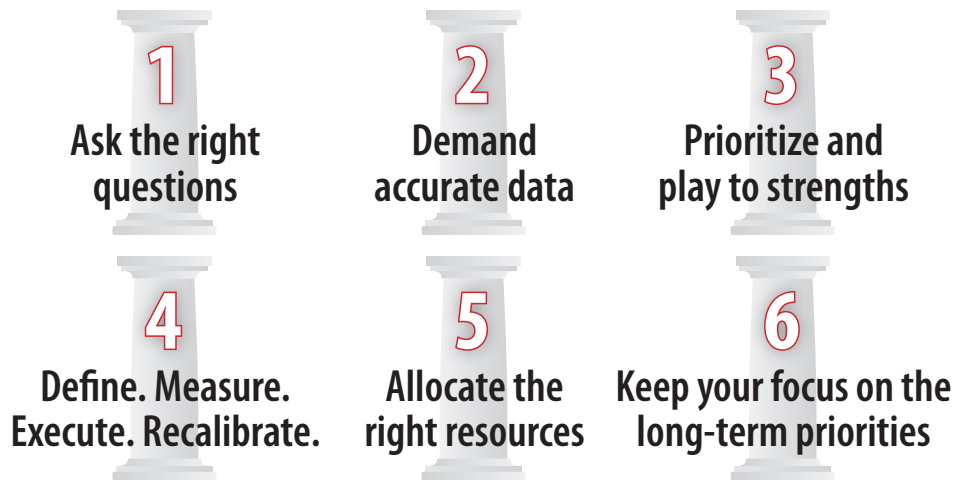 1
Ask the right
questions
2
Demand
accurate data
3
Prioritize and
play to strengths
4
Define. Measure.
Execute. Recalibrate.
5
Allocate the
right resources
6
Keep your focus on the
long-term priorities